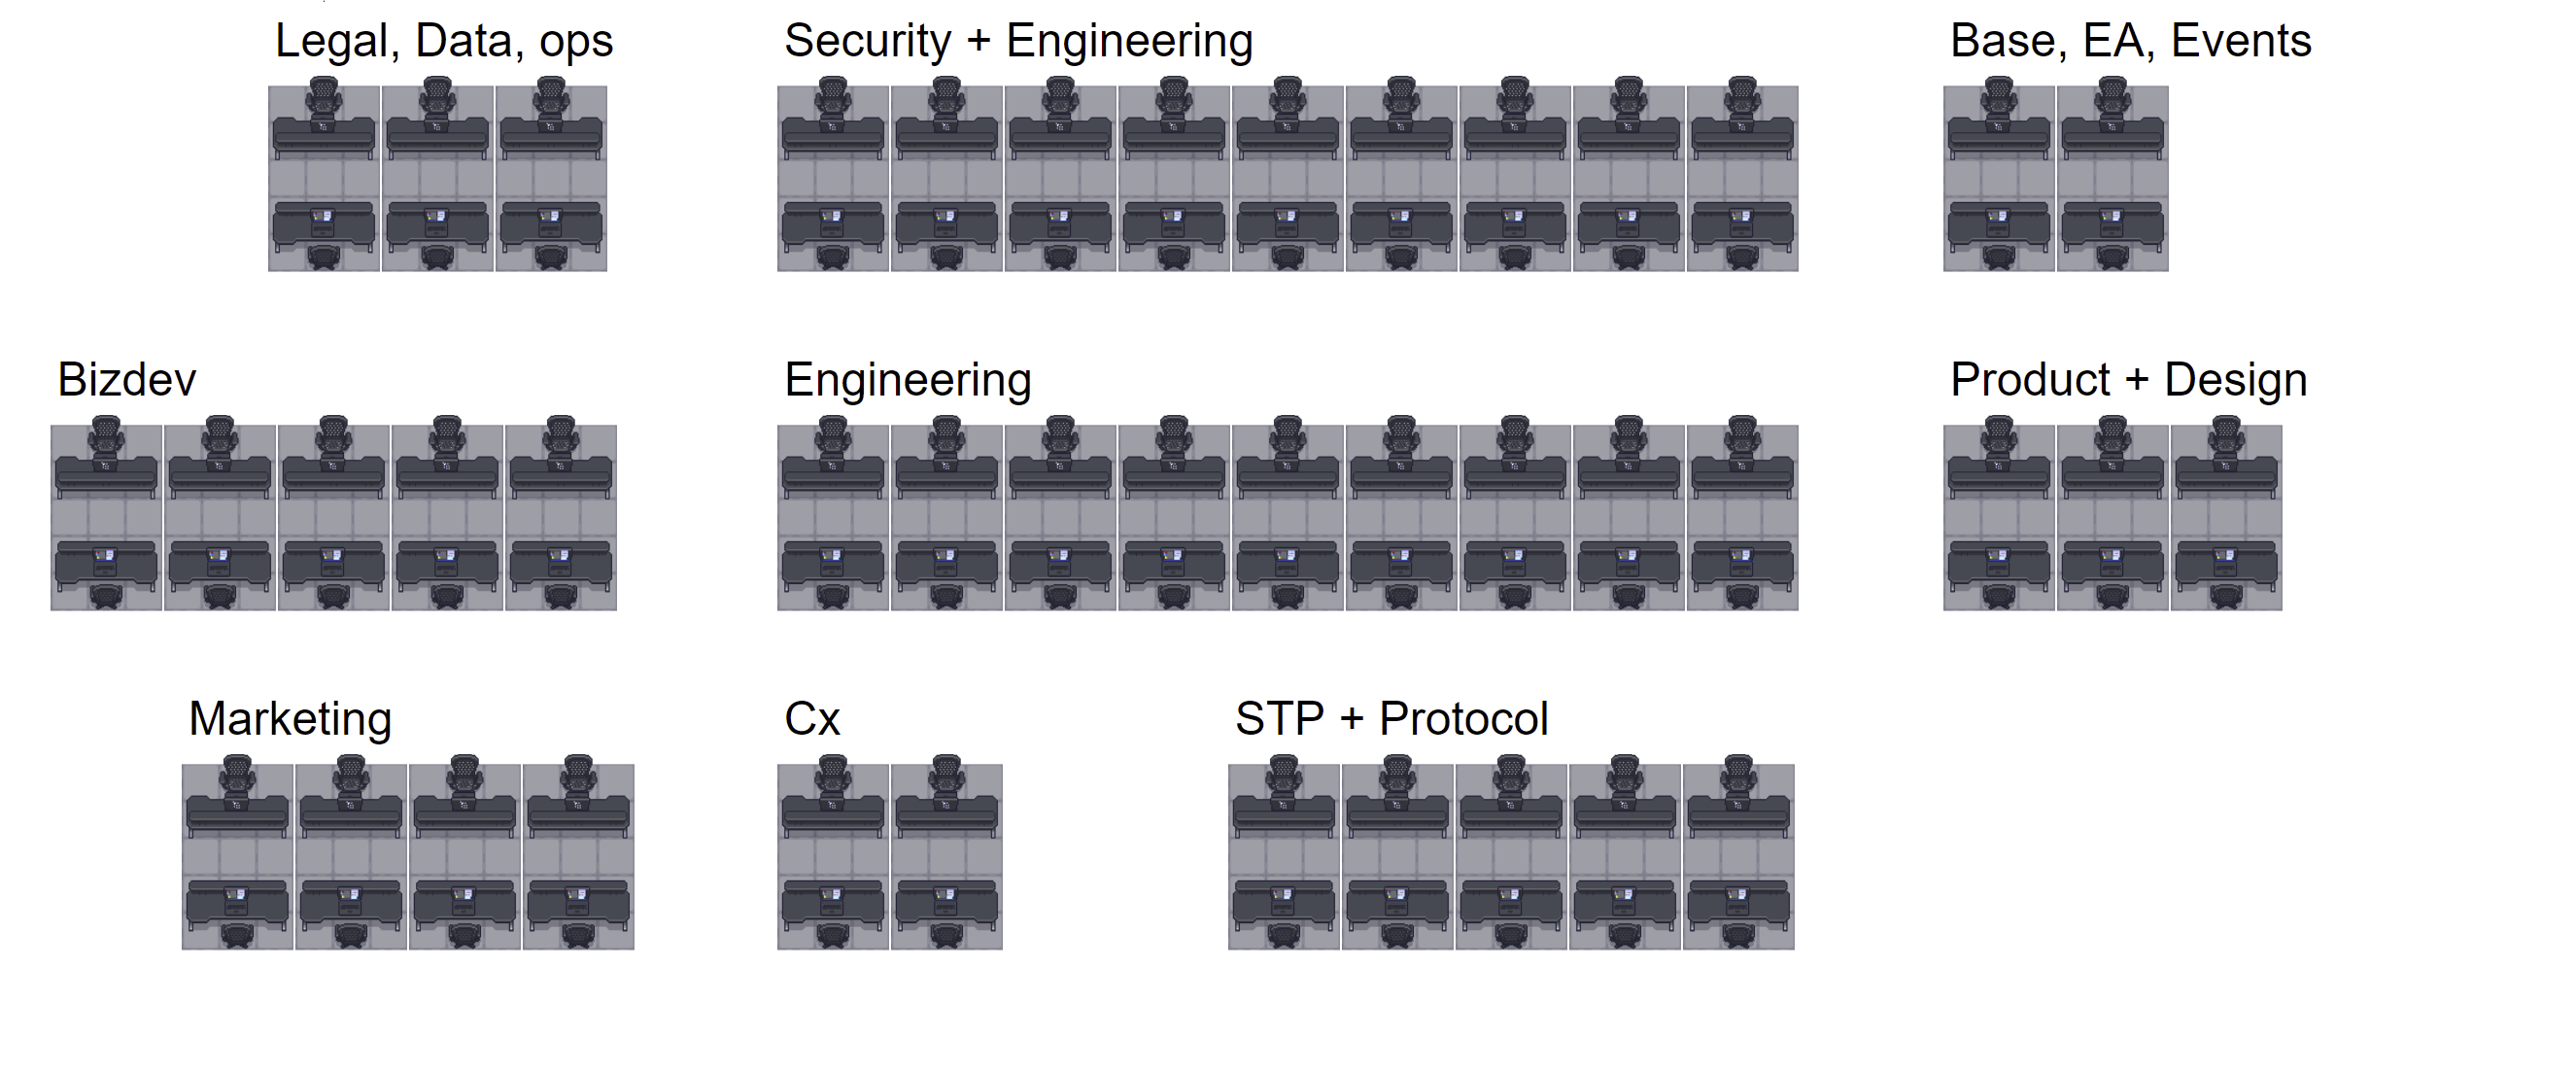 Legal, Data, ops
Security + Engineering
Base, EA, Events
Bizdev
Engineering
Product + Design
Marketing
Cx
STP + Protocol